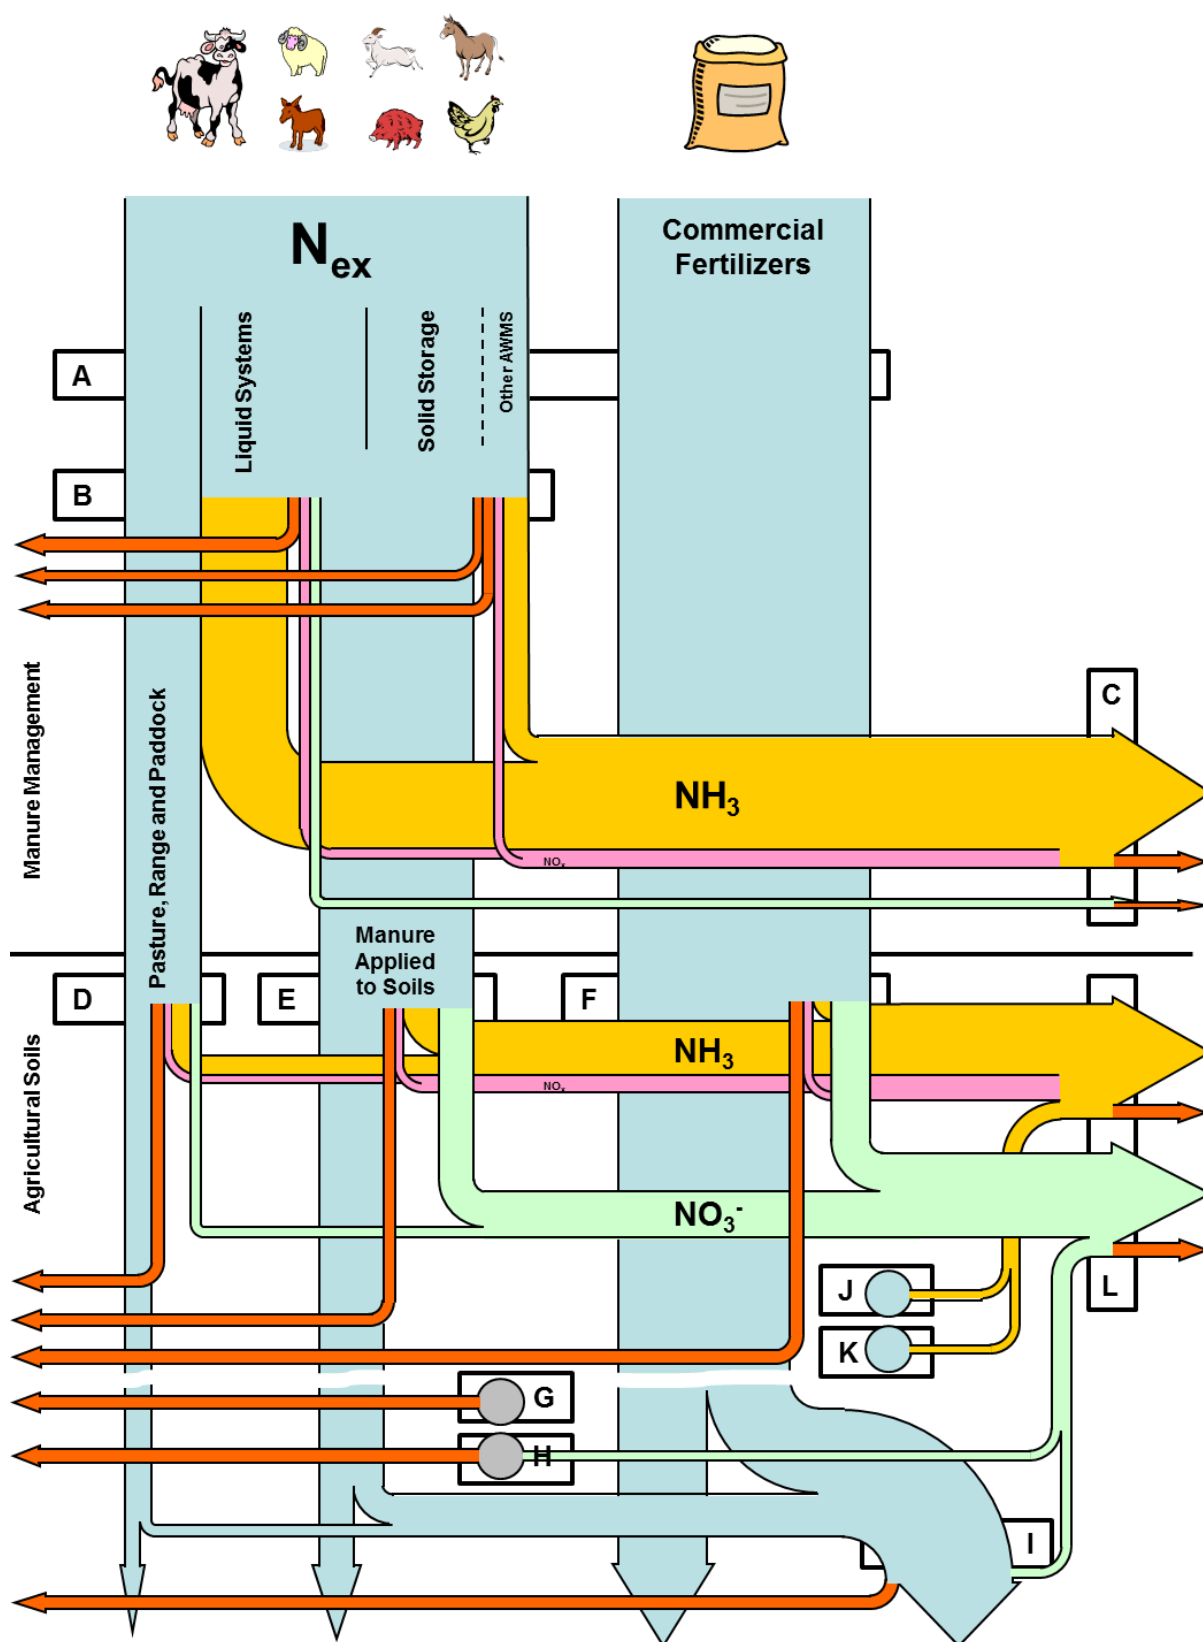 N_ex
Commercial
Fertilizers
Liquid Systems
Solid Storage
Other AWMS
A
B
Manure Management
Pasture, Range and Paddock
C
NH₃
NOₓ
Manure
Applied
to Soils
D
E
F
Agricultural Soils
NH₃
NOₓ
NO₃⁻
J
L
K
G
H
I